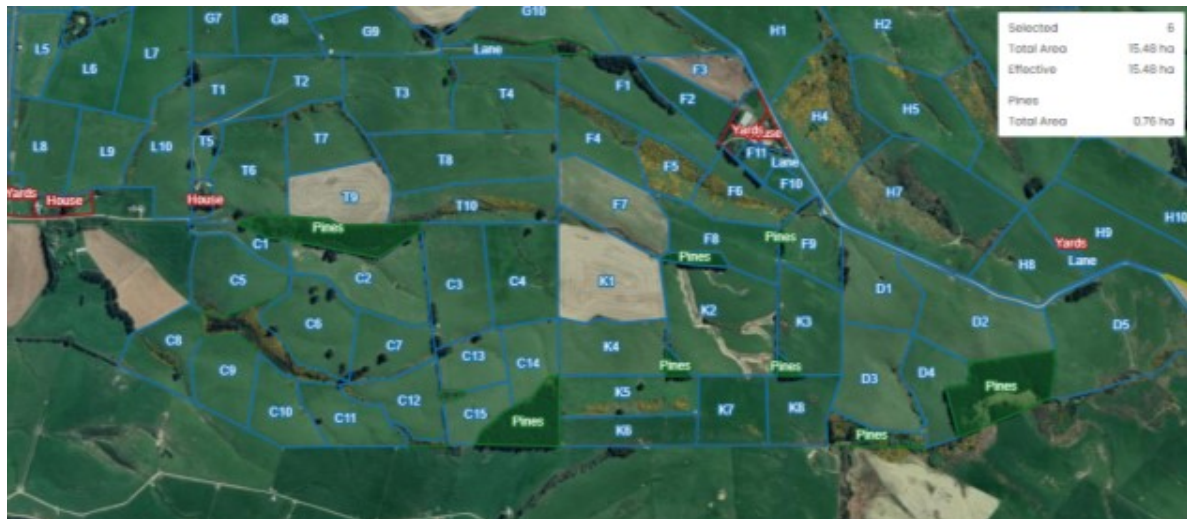 G7
G8
G9
G10
H1
H2
Selected 6
Total Area 15.48 ha
Effective 15.48 ha
Pines
Total Area 0.76 ha
L5
L6
L7
Lane
T1
T2
T3
T4
F1
F2
F3
H4
H5
L8
L9
L10
T5
T6
T7
T8
F4
F5
F6
Yards
House
F11
Lane
F10
H7
Yards
House
House
T9
T10
F7
Pines
C1
C2
C5
C3
C4
K1
F8
Pines
F9
Pines
H8
Yards
H9
Lane
H10
C6
C7
C8
C9
C10
C11
C12
C13
C14
C15
Pines
K2
K3
K4
Pines
Pines
K5
K6
K7
K8
D1
D2
D3
D4
D5
Pines
Pines